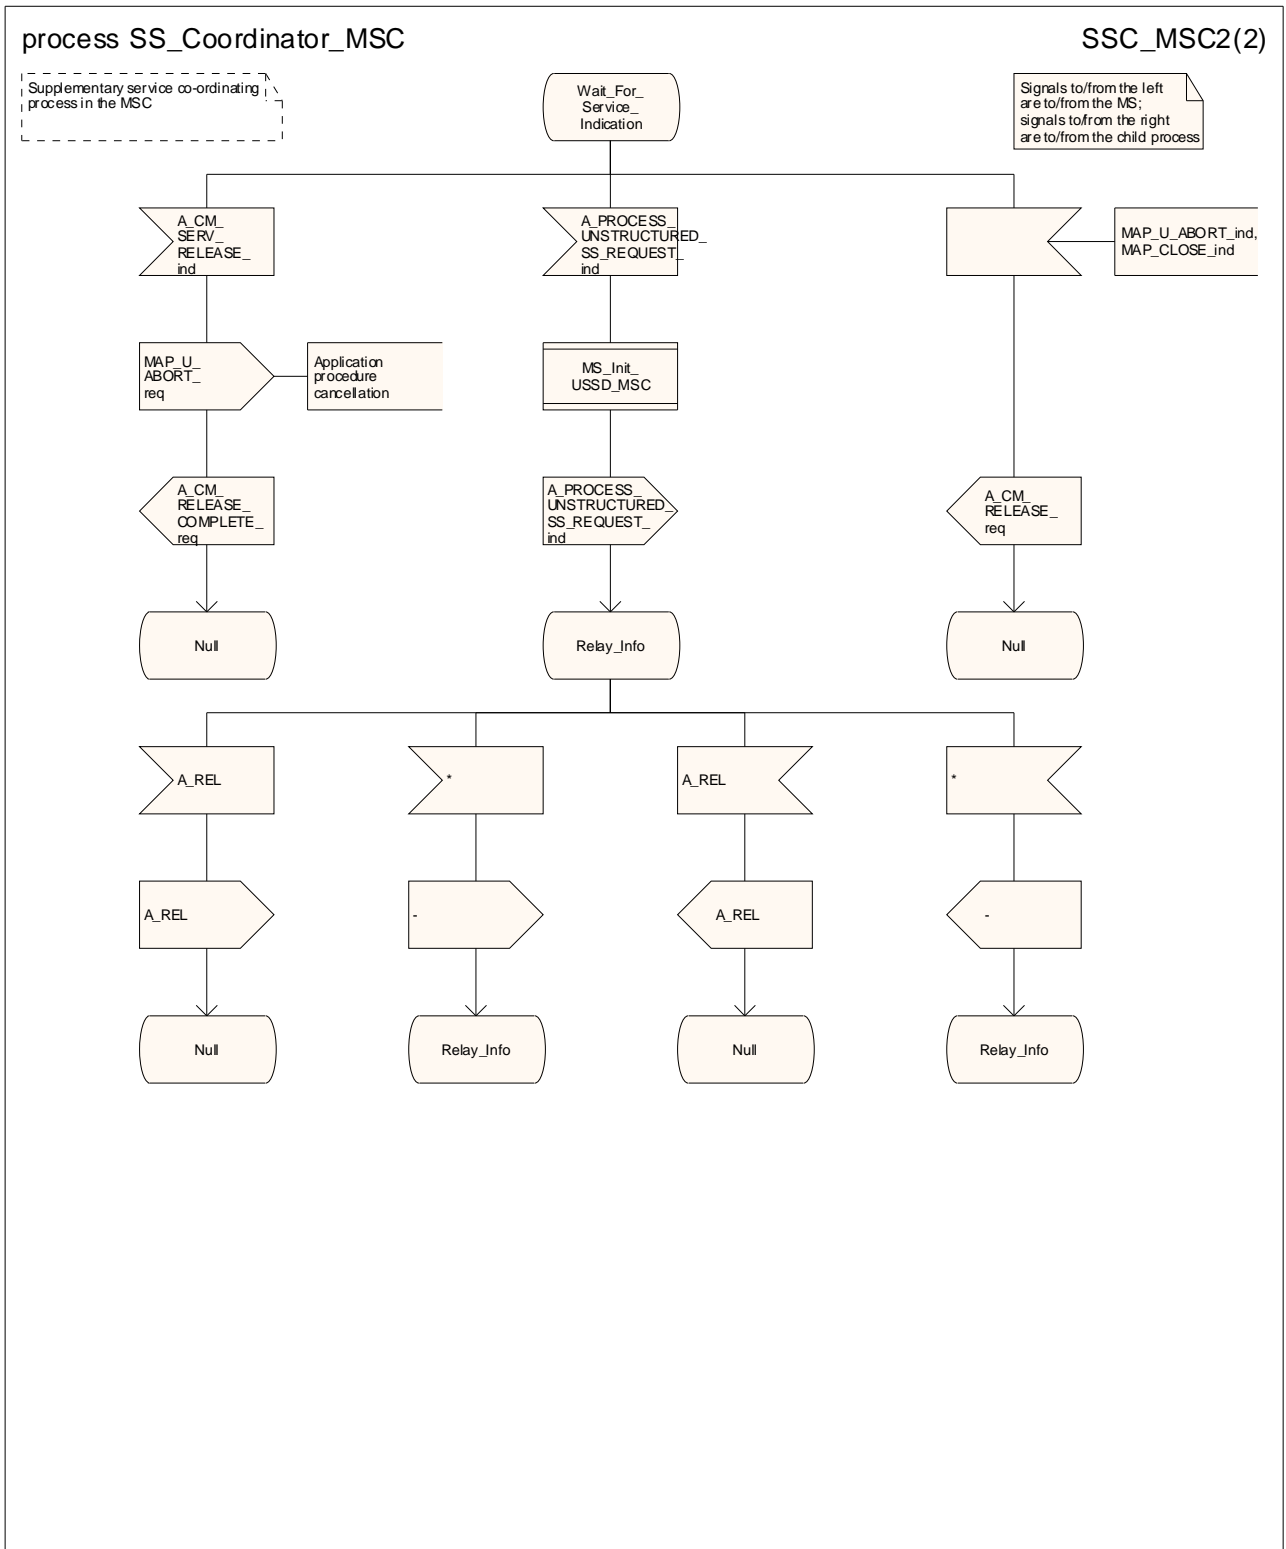 process SS_Coordinator_MSC
SSC_MSC2(2)
Supplementary service co-ordinating
process in the MSC
Wait_For_
Service_
Indication
Signals to/from the left
are to/from the MS;
signals to/from the right
are to/from the child process
A_CM_
SERV_
RELEASE_
ind
A_PROCESS_
UNSTRUCTURED_
SS_REQUEST_
ind
MAP_U_ABORT_ind,
MAP_CLOSE_ind
MAP_U_
ABORT_
req
Application
procedure
cancellation
MS_Init_
USSD_MSC
A_CM_
RELEASE_
COMPLETE_
req
A_PROCESS_
UNSTRUCTURED_
SS_REQUEST_
ind
A_CM_
RELEASE_
req
Null
Relay_Info
Null
A_REL
*
A_REL
*
A_REL
-
A_REL
-
Null
Relay_Info
Null
Relay_Info